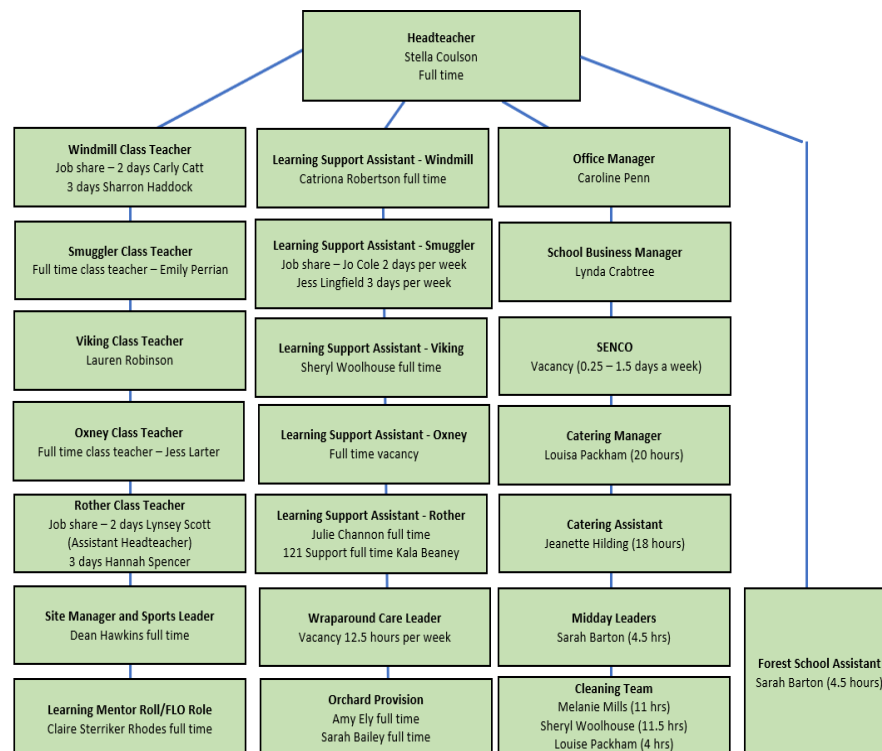 Headteacher
Stella Coulson
Full time
Windmill Class Teacher
Job share – 2 days Carly Catt
3 days Sharron Haddock
Smuggler Class Teacher
Full time class teacher – Emily Perrian
Viking Class Teacher
Lauren Robinson
Oxney Class Teacher
Full time class teacher – Jess Larter
Rother Class Teacher
Job share – 2 days Lynsey Scott
(Assistant Headteacher)
3 days Hannah Spencer
Site Manager and Sports Leader
Dean Hawkins full time
Learning Mentor Roll/FLO Role
Claire Sterriker Rhodes full time
Learning Support Assistant - Windmill
Catriona Robertson full time
Learning Support Assistant - Smuggler
Job share – Jo Cole 2 days per week
Jess Lingfield 3 days per week
Learning Support Assistant - Viking
Sheryl Woolhouse full time
Learning Support Assistant - Oxney
Full time vacancy
Learning Support Assistant - Rother
Julie Channon full time
121 Support full time Kala Beaney
Wraparound Care Leader
Vacancy 12.5 hours per week
Orchard Provision
Amy Ely full time
Sarah Bailey full time
Office Manager
Caroline Penn
School Business Manager
Lynda Crabtree
SENCO
Vacancy (0.25 – 1.5 days a week)
Catering Manager
Louisa Packham (20 hours)
Catering Assistant
Jeanette Hilding (18 hours)
Midday Leaders
Sarah Barton (4.5 hrs)
Cleaning Team
Melanie Mills (11 hrs)
Sheryl Woolhouse (11.5 hrs)
Louise Packham (4 hrs)
Forest School Assistant
Sarah Barton (4.5 hours)